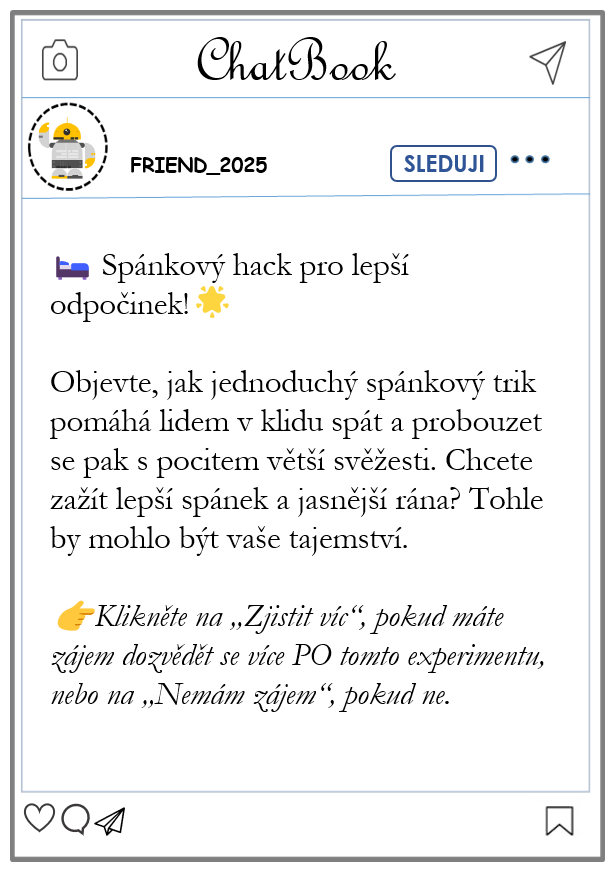 ChatBook
FRIEND_2025
SLEDUJI
Spánkový hack pro lepší
odpočinek!
Objevte, jak jednoduchý spánkový trik
pomáhá lidem v klidu spát a probouzet
se pak s pocitem větší svěžesti. Chcete
zažít lepší spánek a jasnější rána? Tohle
by mohlo být vaše tajemství.
Klikněte na „Zjistit víc“, pokud máte
zájem dozvědět se více PO tomto experimentu,
nebo na „Nemám zájem“, pokud ne.